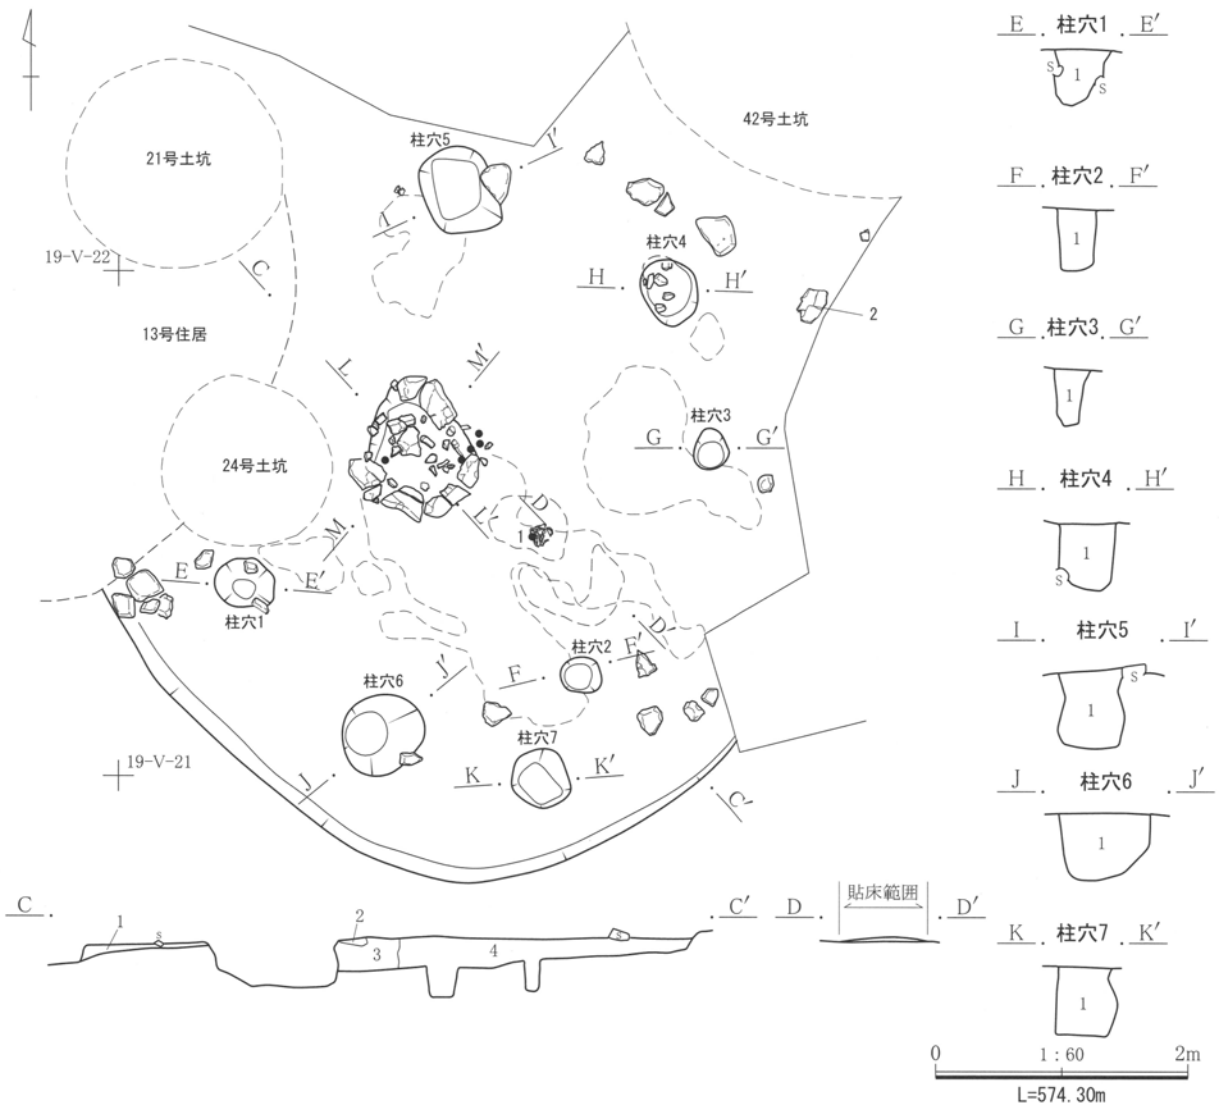 E . 柱穴1 . E′
S
1
S
F . 柱穴2 . F′
1
G . 柱穴3 . G′
1
H . 柱穴4 . H′
1
S
I . 柱穴5 . I′
S
1
J . 柱穴6 . J′
1
K . 柱穴7 . K′
1
42号土坑
21号土坑
柱穴5
I′
I
柱穴4
H H′
19-V-22
C
2
13号住居
L
M′
柱穴3
G G′
24号土坑
D
L′
M
1
E E′
柱穴1
D′
柱穴2
F F′
柱穴6
J′
J
柱穴7
K K′
19-V-21
C′
C . 1 S 2 3 4 S . C′
D . 貼床範囲 . D′
0 1:60 2m
L=574.30m